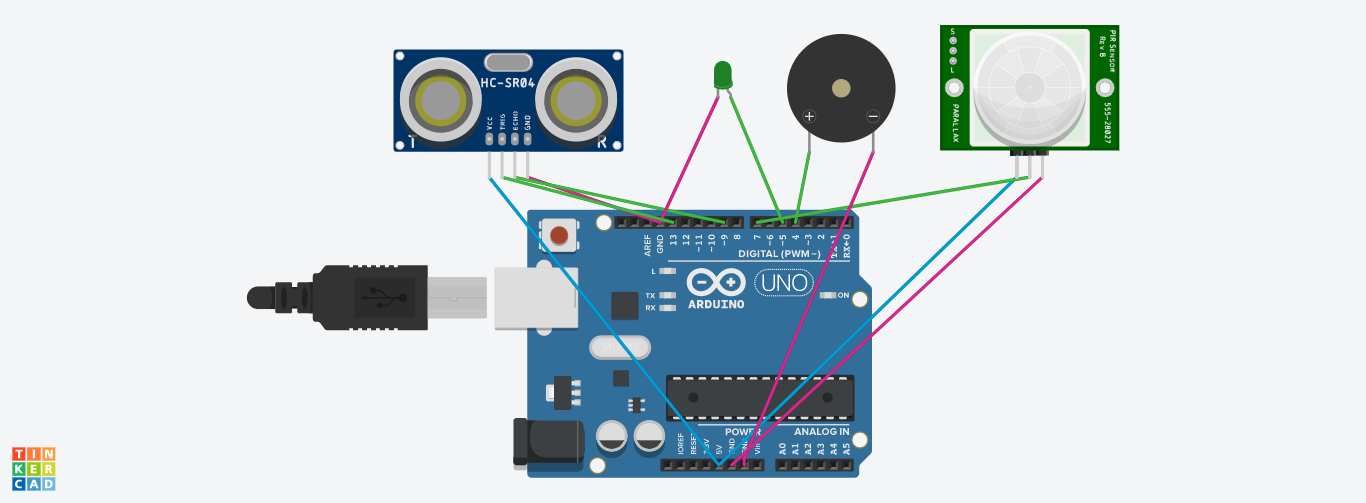 HC-SR04
VCC
TRIG
ECHO
GND
T
R
+
−
S
L
PIR Sensor
Rev B
PARALLAX
555-28027
AREF
GND
13
12
~11
~10
~9
8
7
~6
~5
4
~3
2
TX→1
RX←0
DIGITAL (PWM~)
L
TX
RX
ARDUINO
UNO
ON
POWER
ANALOG IN
IOREF
RESET
3.3V
5V
GND
GND
Vin
A0
A1
A2
A3
A4
A5
TIN
KER
CAD